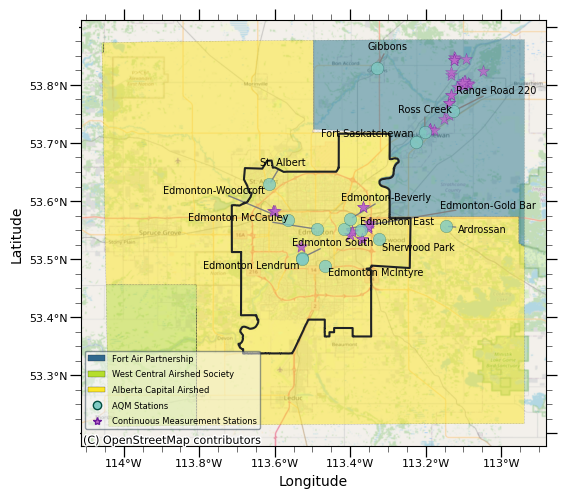 Gibbons
53.8°N
Range Road 220
Ross Creek
53.7°N
Fort Saskatchewan
St. Albert
Edmonton-Woodcroft
Edmonton-Beverly
53.6°N
Edmonton-Gold Bar
Edmonton McCauley
Edmonton East
Ardrossan
Edmonton South
Sherwood Park
53.5°N
Edmonton Lendrum
Edmonton McIntyre
53.4°N
53.3°N
Fort Air Partnership
West Central Airshed Society
Alberta Capital Airshed
AQM Stations
Continuous Measurement Stations
(C) OpenStreetMap contributors
114°W
113.8°W
113.6°W
113.4°W
113.2°W
113°W
Latitude
Longitude